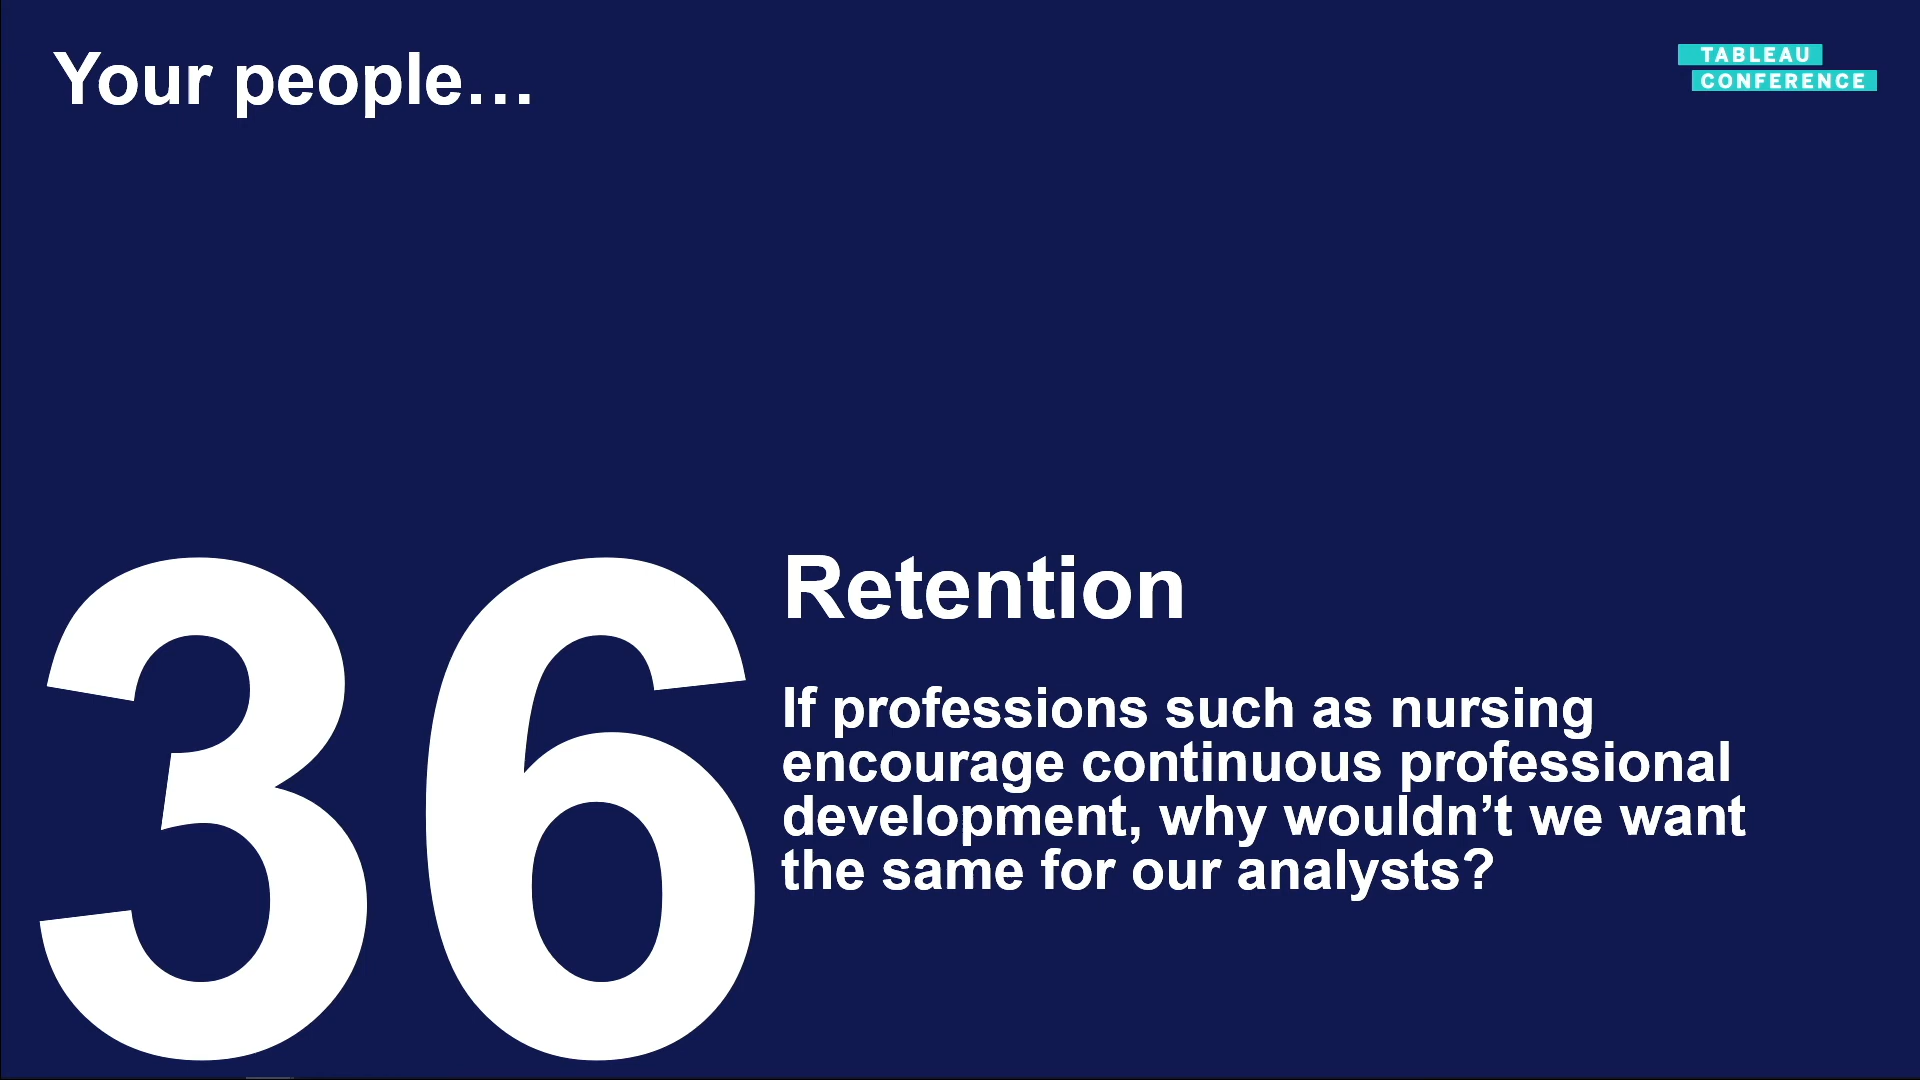 Your people…
TABLEAU
CONFERENCE
36
Retention
If professions such as nursing
encourage continuous professional
development, why wouldn’t we want
the same for our analysts?